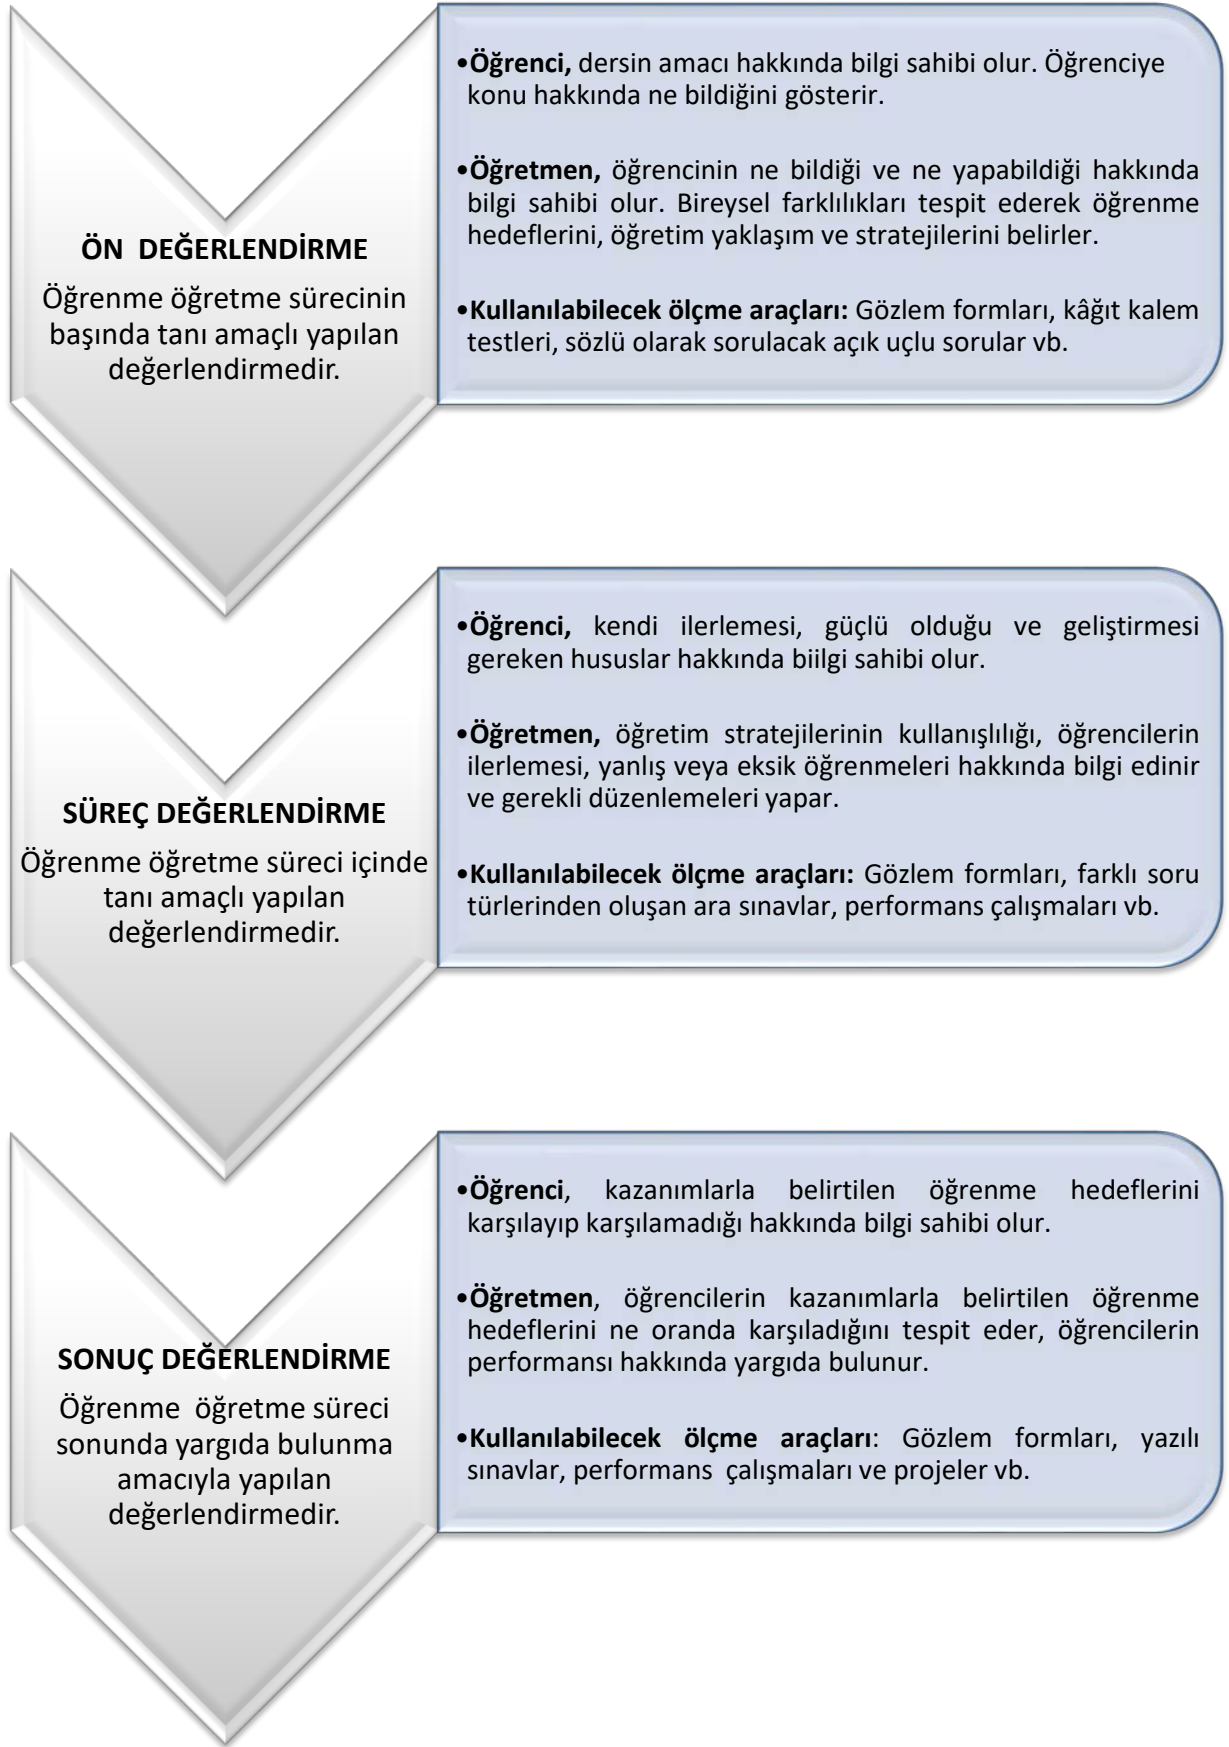 ÖN DEĞERLENDİRME
Öğrenme öğretme sürecinin
başında tanı amaçlı yapılan
değerlendirmedir.
•Öğrenci, dersin amacı hakkında bilgi sahibi olur. Öğrenciye
konu hakkında ne bildiğini gösterir.
•Öğretmen, öğrencinin ne bildiği ve ne yapabildiği hakkında
bilgi sahibi olur. Bireysel farklılıkları tespit ederek öğrenme
hedeflerini, öğretim yaklaşım ve stratejilerini belirler.
•Kullanılabilecek ölçme araçları: Gözlem formları, kâğıt kalem
testleri, sözlü olarak sorulacak açık uçlu sorular vb.
SÜREÇ DEĞERLENDİRME
Öğrenme öğretme süreci içinde
tanı amaçlı yapılan
değerlendirmedir.
•Öğrenci, kendi ilerlemesi, güçlü olduğu ve geliştirmesi
gereken hususlar hakkında biilgi sahibi olur.
•Öğretmen, öğretim stratejilerinin kullanışlılığı, öğrencilerin
ilerlemesi, yanlış veya eksik öğrenmeleri hakkında bilgi edinir
ve gerekli düzenlemeleri yapar.
•Kullanılabilecek ölçme araçları: Gözlem formları, farklı soru
türlerinden oluşan ara sınavlar, performans çalışmaları vb.
SONUÇ DEĞERLENDİRME
Öğrenme öğretme süreci
sonunda yargıda bulunma
amacıyla yapılan
değerlendirmedir.
•Öğrenci, kazanımlarla belirtilen öğrenme hedeflerini
karşılayıp karşılamadığı hakkında bilgi sahibi olur.
•Öğretmen, öğrencilerin kazanımlarla belirtilen öğrenme
hedeflerini ne oranda karşıladığını tespit eder, öğrencilerin
performansı hakkında yargıda bulunur.
•Kullanılabilecek ölçme araçları: Gözlem formları, yazılı
sınavlar, performans çalışmaları ve projeler vb.